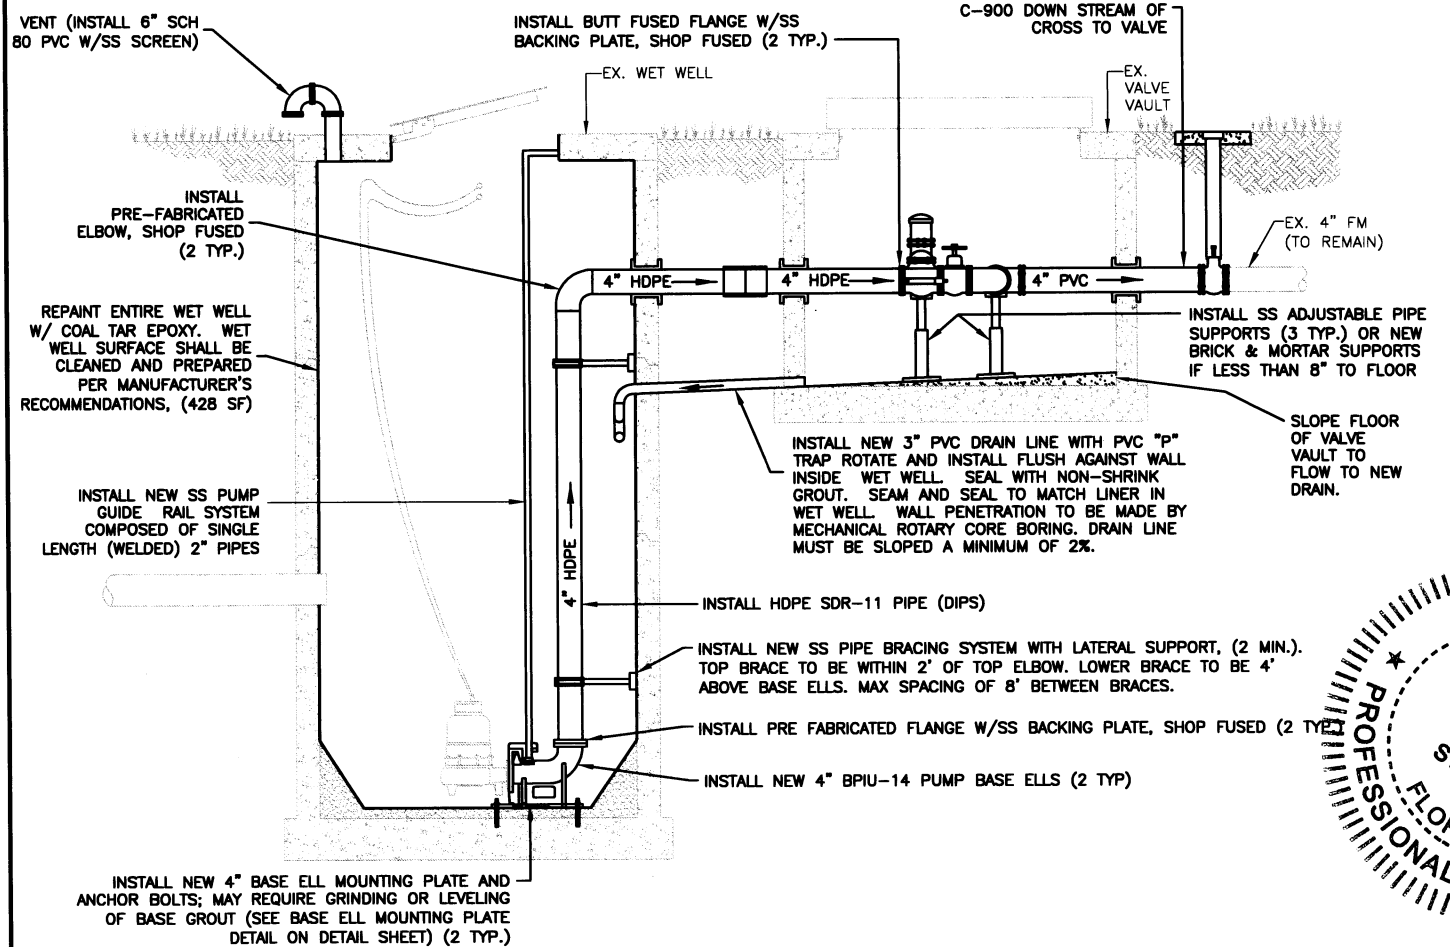 VENT (INSTALL 6" SCH
80 PVC W/SS SCREEN)
INSTALL BUTT FUSED FLANGE W/SS
BACKING PLATE, SHOP FUSED (2 TYP.)
C-900 DOWN STREAM OF
CROSS TO VALVE
EX. WET WELL
EX.
VALVE
VAULT
INSTALL
PRE-FABRICATED
ELBOW, SHOP FUSED
(2 TYP.)
EX. 4" FM
(TO REMAIN)
4" HDPE
4" HDPE
4" PVC
REPAINT ENTIRE WET WELL
W/ COAL TAR EPOXY. WET
WELL SURFACE SHALL BE
CLEANED AND PREPARED
PER MANUFACTURER'S
RECOMMENDATIONS, (428 SF)
INSTALL SS ADJUSTABLE PIPE
SUPPORTS (3 TYP.) OR NEW
BRICK & MORTAR SUPPORTS
IF LESS THAN 8" TO FLOOR
SLOPE FLOOR
OF VALVE
VAULT TO
FLOW TO NEW
DRAIN.
INSTALL NEW 3" PVC DRAIN LINE WITH PVC "P"
TRAP ROTATE AND INSTALL FLUSH AGAINST WALL
INSIDE WET WELL. SEAL WITH NON-SHRINK
GROUT. SEAM AND SEAL TO MATCH LINER IN
WET WELL. WALL PENETRATION TO BE MADE BY
MECHANICAL ROTARY CORE BORING. DRAIN LINE
MUST BE SLOPED A MINIMUM OF 2%.
INSTALL NEW SS PUMP
GUIDE RAIL SYSTEM
COMPOSED OF SINGLE
LENGTH (WELDED) 2" PIPES
4" HDPE
INSTALL HDPE SDR-11 PIPE (DIPS)
INSTALL NEW SS PIPE BRACING SYSTEM WITH LATERAL SUPPORT, (2 MIN.).
TOP BRACE TO BE WITHIN 2' OF TOP ELBOW. LOWER BRACE TO BE 4'
ABOVE BASE ELLS. MAX SPACING OF 8' BETWEEN BRACES.
INSTALL PRE FABRICATED FLANGE W/SS BACKING PLATE, SHOP FUSED (2 TYP
INSTALL NEW 4" BPIU-14 PUMP BASE ELLS (2 TYP)
INSTALL NEW 4" BASE ELL MOUNTING PLATE AND
ANCHOR BOLTS; MAY REQUIRE GRINDING OR LEVELING
OF BASE GROUT (SEE BASE ELL MOUNTING PLATE
DETAIL ON DETAIL SHEET) (2 TYP.)
PROFESSIONAL